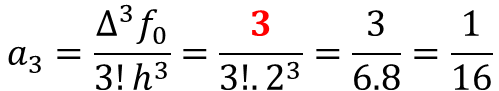 a₃ = Δ³f₀ / 3! h³ = 3 / 3!. 2³ = 3 / 6.8 = 1 / 16